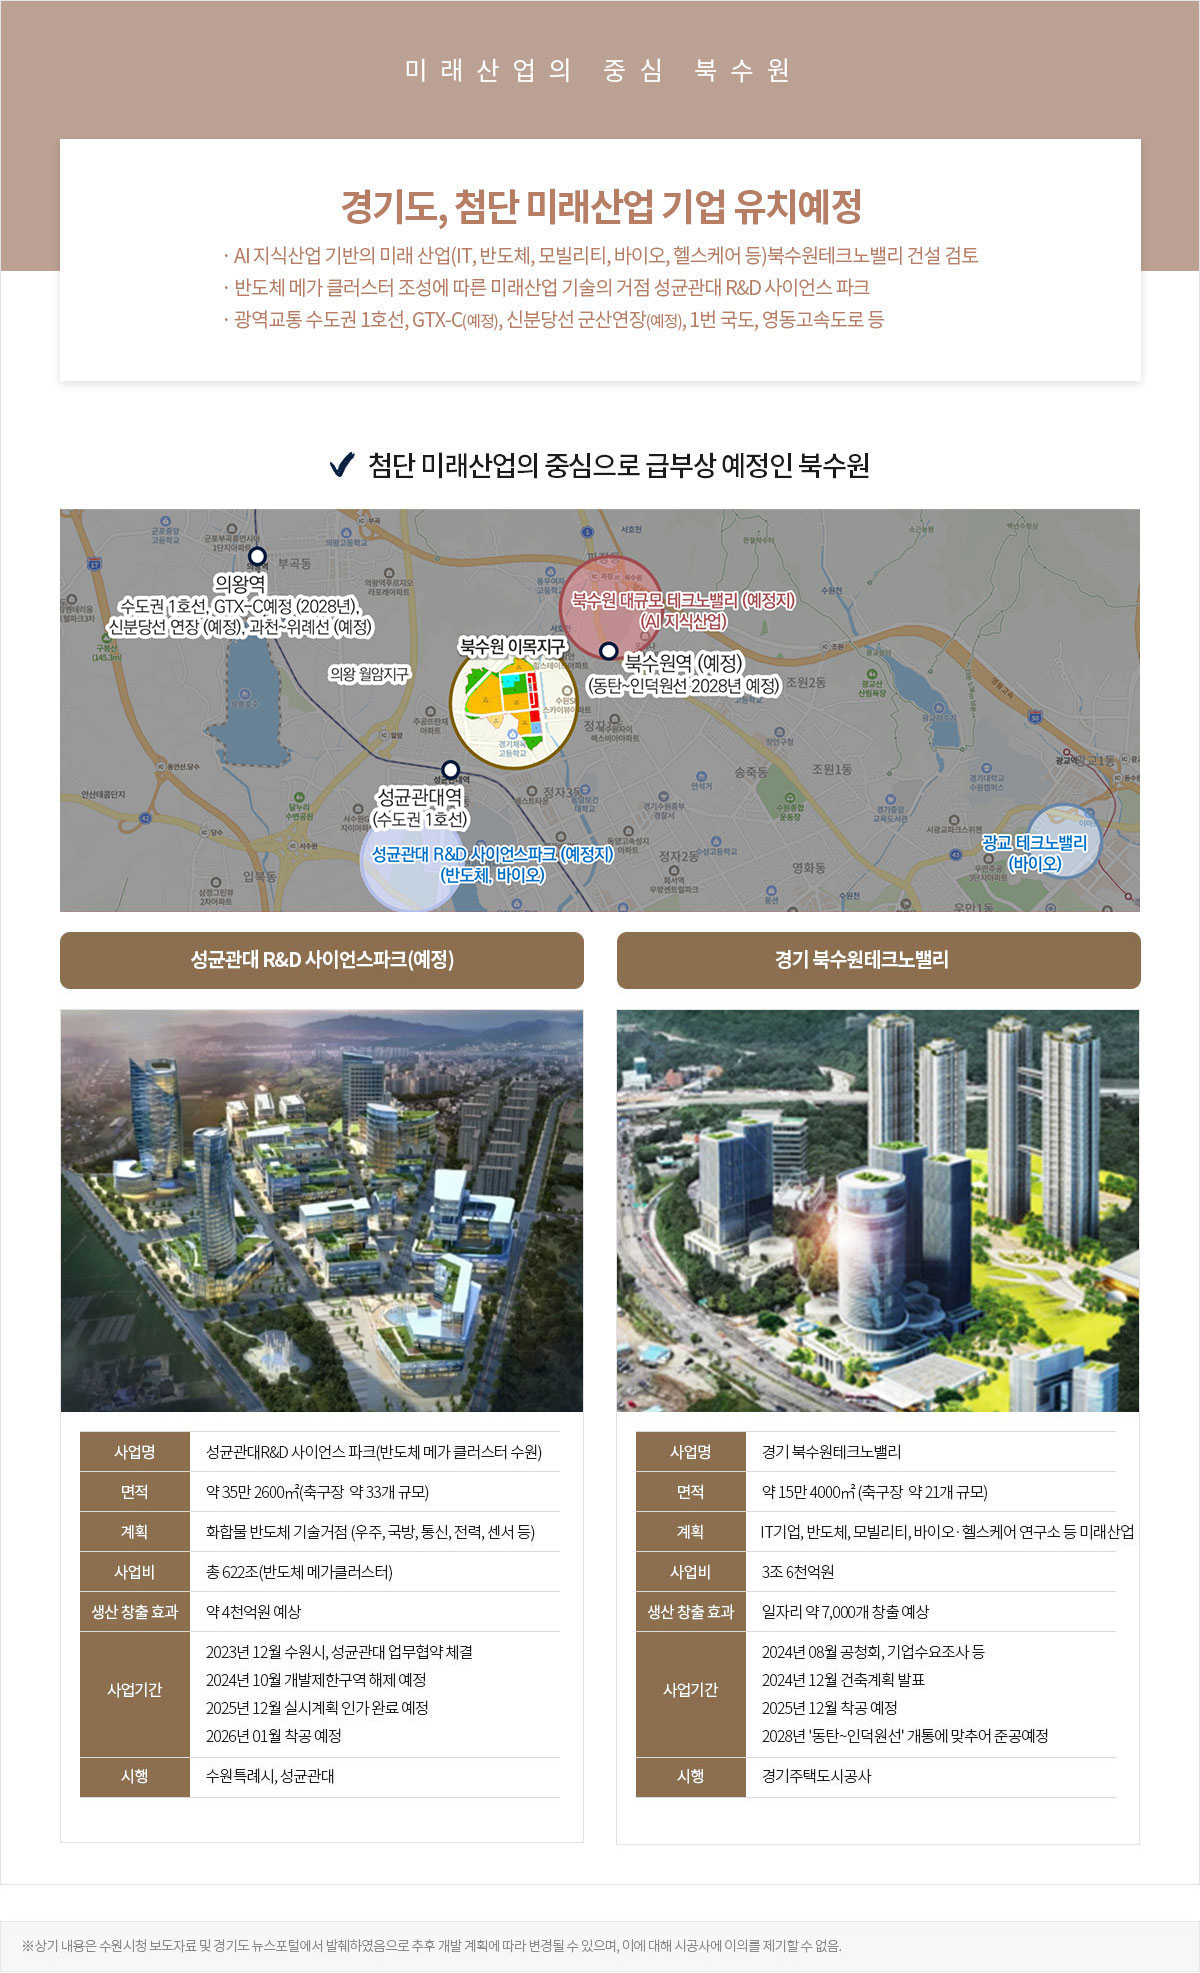 미래산업의 중심 북수원
경기도, 첨단 미래산업 기업 유치예정
· AI 지식산업 기반의 미래 산업(IT, 반도체, 모빌리티, 바이오, 헬스케어 등)북수원테크노밸리 건설 검토
· 반도체 메가 클러스터 조성에 따른 미래산업 기술의 거점 성균관대 R&D 사이언스 파크
· 광역교통 수도권 1호선, GTX-C(예정), 신분당선 군산연장(예정), 1번 국도, 영동고속도로 등
첨단 미래산업의 중심으로 급부상 예정인 북수원
의왕역
수도권 1호선, GTX-C예정 (2028년),
신분당선 연장 (예정), 과천~위례선 (예정)
의왕 월암지구
북수원 이목지구
북수원 대규모 테크노밸리 (예정지)
(AI 지식산업)
북수원역 (예정)
(동탄~인덕원선 2028년 예정)
성균관대역
(수도권 1호선)
성균관대 R&D 사이언스파크 (예정지)
(반도체, 바이오)
광교 테크노밸리
(바이오)
부곡동
조원2동
조원1동
송죽동
정자2동
영화동
입북동
우만1동
서호천
수원천
의왕고등학교
경기체육
고등학교
성균관대 R&D 사이언스파크(예정)
경기 북수원테크노밸리
사업명 성균관대R&D 사이언스 파크(반도체 메가 클러스터 수원)
면적 약 35만 2600㎡(축구장 약 33개 규모)
계획 화합물 반도체 기술거점 (우주, 국방, 통신, 전력, 센서 등)
사업비 총 622조(반도체 메가클러스터)
생산 창출 효과 약 4천억원 예상
사업기간 2023년 12월 수원시, 성균관대 업무협약 체결
2024년 10월 개발제한구역 해제 예정
2025년 12월 실시계획 인가 완료 예정
2026년 01월 착공 예정
시행 수원특례시, 성균관대
사업명 경기 북수원테크노밸리
면적 약 15만 4000㎡ (축구장 약 21개 규모)
계획 IT기업, 반도체, 모빌리티, 바이오·헬스케어 연구소 등 미래산업
사업비 3조 6천억원
생산 창출 효과 일자리 약 7,000개 창출 예상
사업기간 2024년 08월 공청회, 기업수요조사 등
2024년 12월 건축계획 발표
2025년 12월 착공 예정
2028년 '동탄~인덕원선' 개통에 맞추어 준공예정
시행 경기주택도시공사
※상기 내용은 수원시청 보도자료 및 경기도 뉴스포털에서 발췌하였음으로 추후 개발 계획에 따라 변경될 수 있으며, 이에 대해 시공사에 이의를 제기할 수 없음.